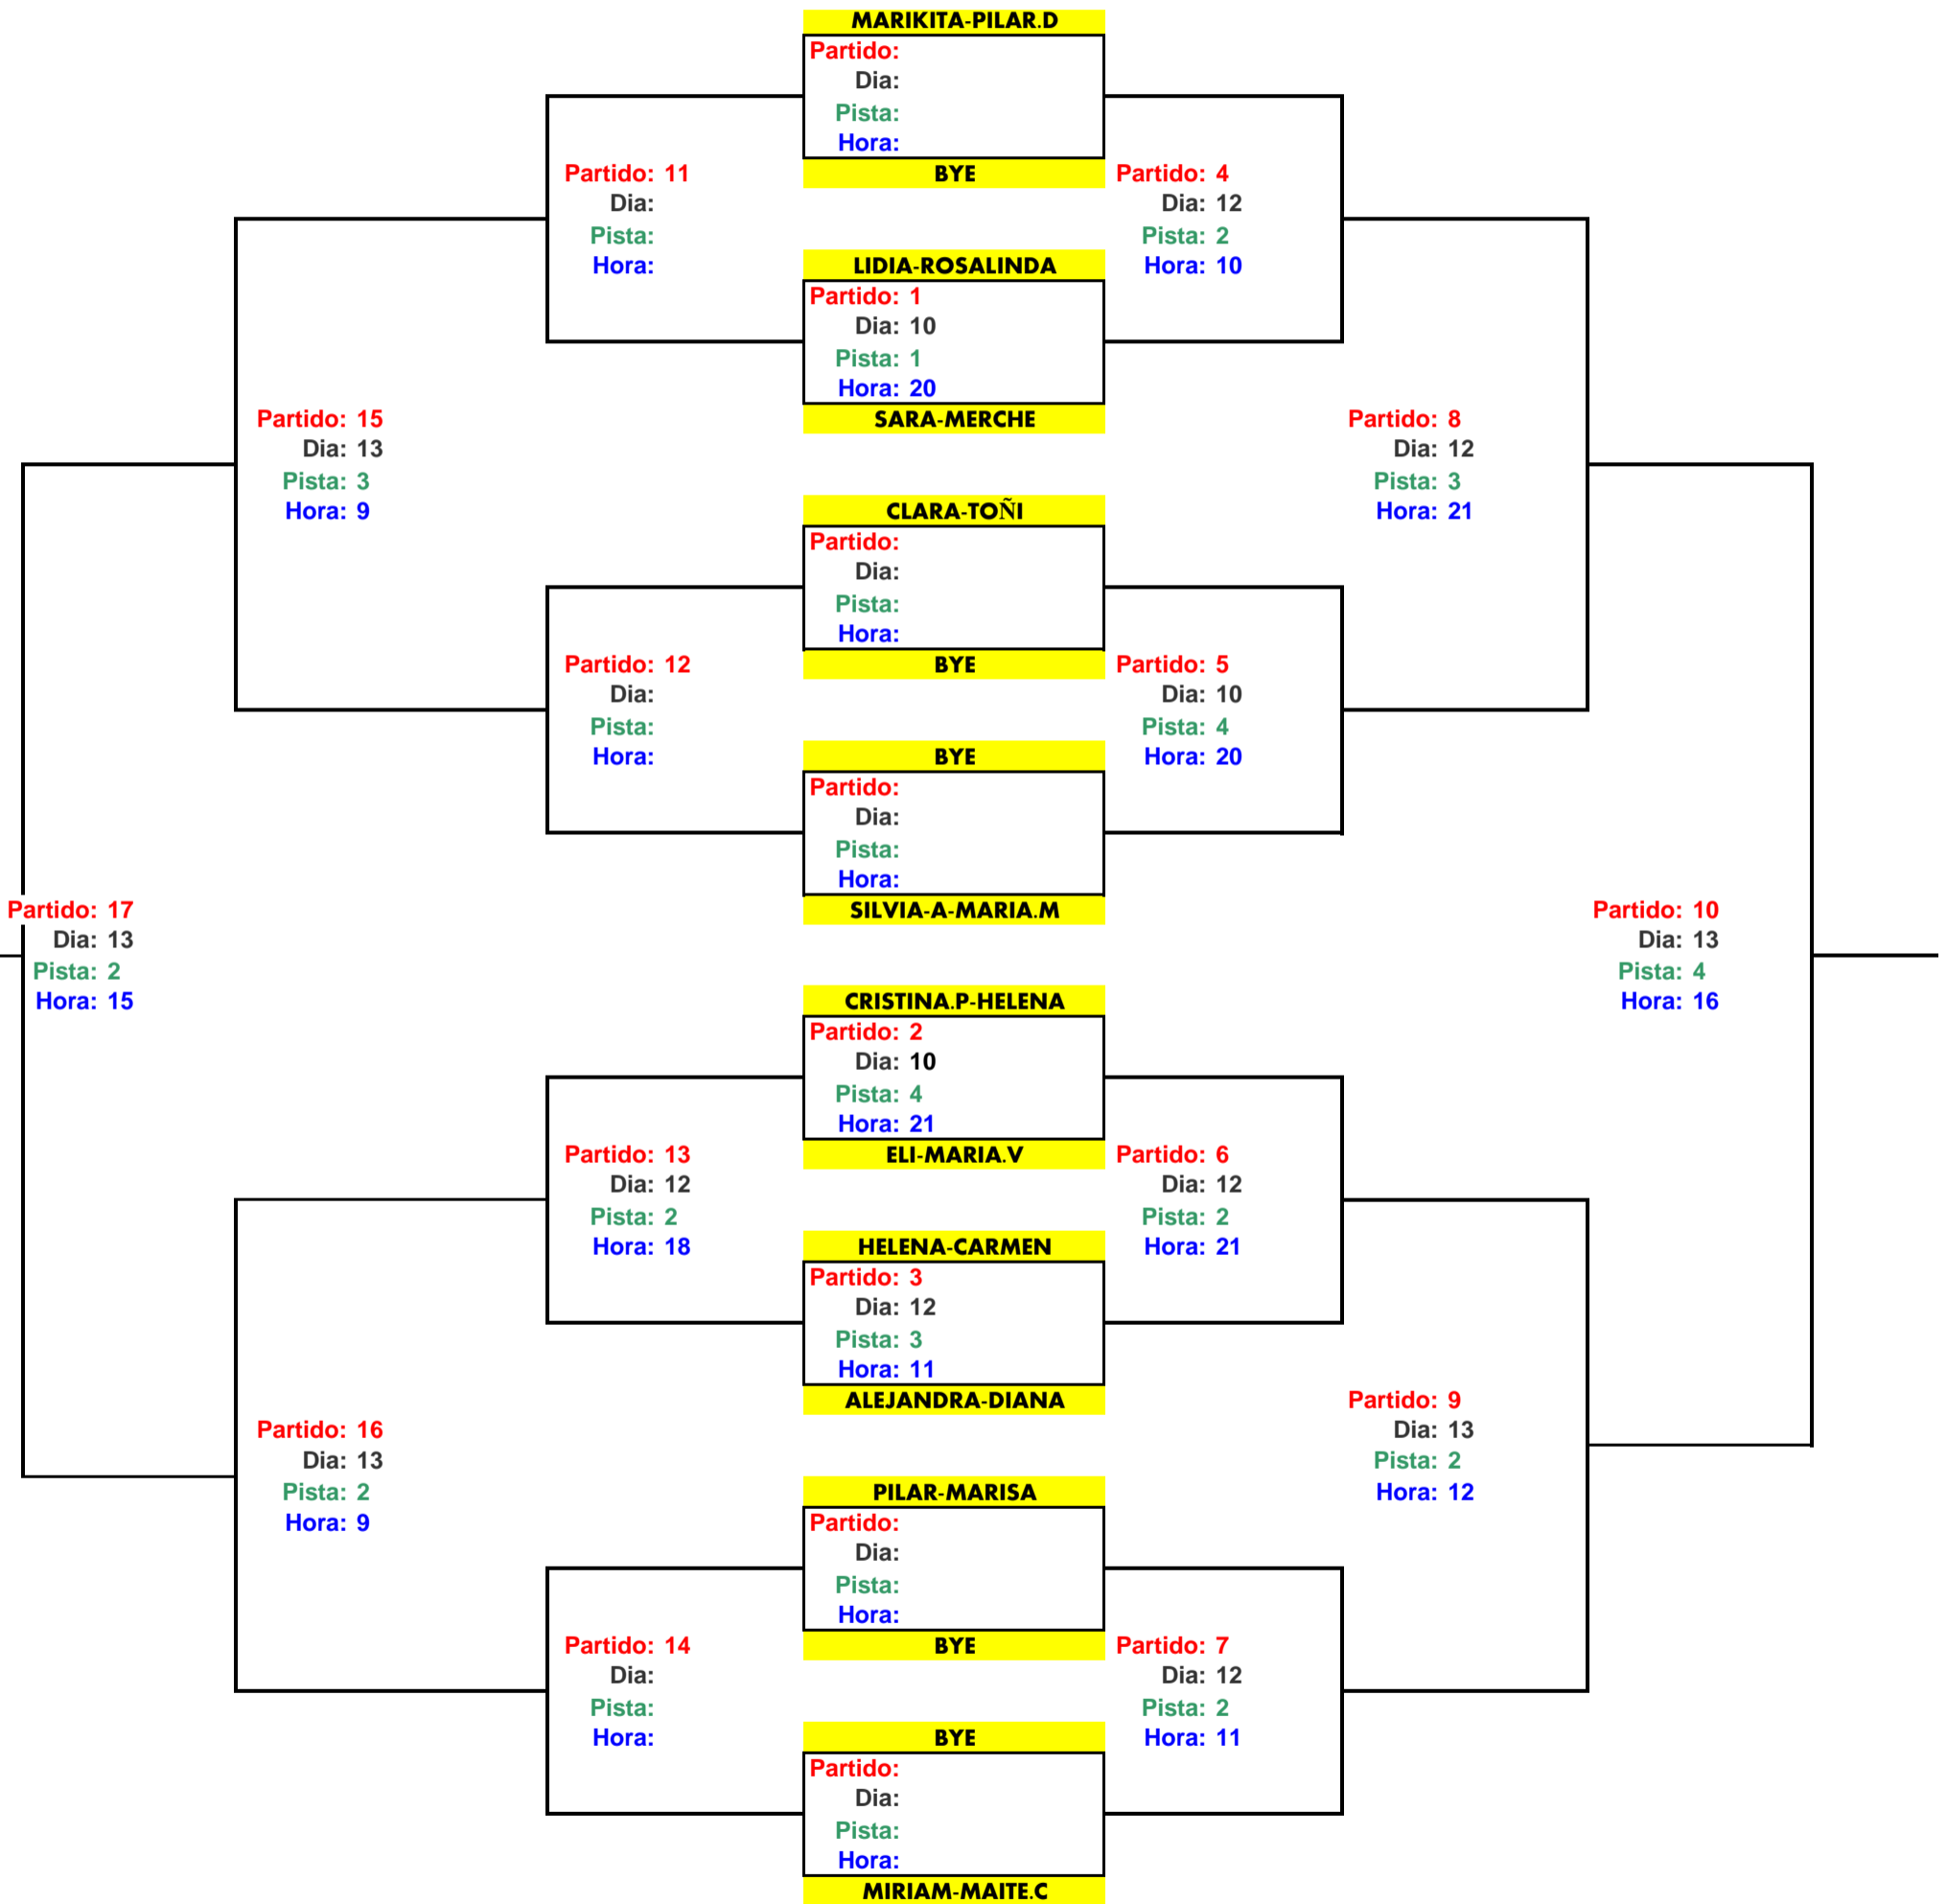 MARIKITA-PILAR.D
Partido:
Dia:
Pista:
Hora:
Partido: 11
BYE
Partido: 4
Dia:
Dia: 12
Pista:
Pista: 2
Hora:
LIDIA-ROSALINDA
Hora: 10
Partido: 1
Dia: 10
Pista: 1
Hora: 20
Partido: 15
SARA-MERCHE
Partido: 8
Dia: 13
Dia: 12
Pista: 3
Pista: 3
Hora: 9
CLARA-TOÑI
Hora: 21
Partido:
Dia:
Pista:
Hora:
Partido: 12
BYE
Partido: 5
Dia:
Dia: 10
Pista:
Pista: 4
Hora:
BYE
Hora: 20
Partido:
Dia:
Pista:
Hora:
Partido: 17
SILVIA-A-MARIA.M
Partido: 10
Dia: 13
Dia: 13
Pista: 2
Pista: 4
Hora: 15
CRISTINA.P-HELENA
Hora: 16
Partido: 2
Dia: 10
Pista: 4
Hora: 21
Partido: 13
ELI-MARIA.V
Partido: 6
Dia: 12
Dia: 12
Pista: 2
Pista: 2
Hora: 18
HELENA-CARMEN
Hora: 21
Partido: 3
Dia: 12
Pista: 3
Hora: 11
ALEJANDRA-DIANA
Partido: 9
Partido: 16
Dia: 13
Dia: 13
Pista: 2
Pista: 2
PILAR-MARISA
Hora: 12
Hora: 9
Partido:
Dia:
Pista:
Hora:
Partido: 14
BYE
Partido: 7
Dia:
Dia: 12
Pista:
Pista: 2
Hora:
BYE
Hora: 11
Partido:
Dia:
Pista:
Hora:
MIRIAM-MAITE.C